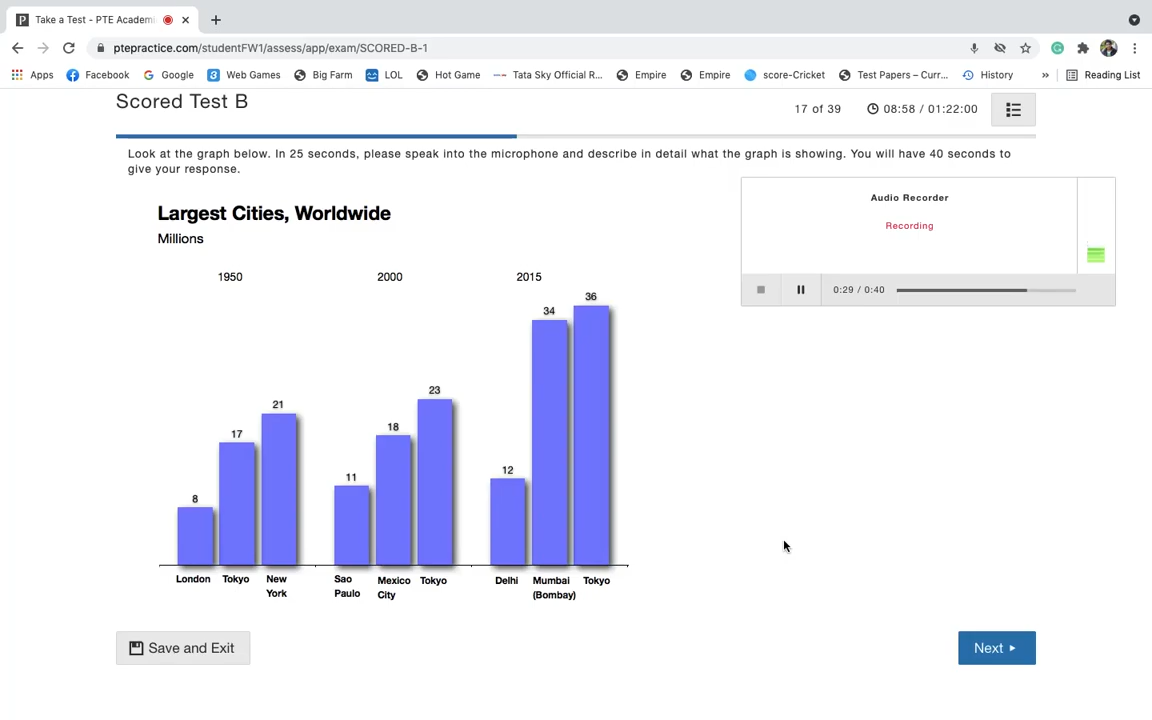 Take a Test - PTE Academi
ptepractice.com/studentFW1/assess/app/exam/SCORED-B-1
Apps Facebook Google Web Games Big Farm LOL Hot Game Tata Sky Official R... Empire Empire score-Cricket Test Papers – Curr... History » Reading List
Scored Test B
17 of 39 08:58 / 01:22:00
Look at the graph below. In 25 seconds, please speak into the microphone and describe in detail what the graph is showing. You will have 40 seconds to
give your response.
Audio Recorder
Recording
0:29 / 0:40
Largest Cities, Worldwide
Millions
1950 2000 2015
8 17 21 11 18 23 12 34 36
London Tokyo New Sao Mexico Tokyo Delhi Mumbai Tokyo
York Paulo City (Bombay)
Save and Exit Next